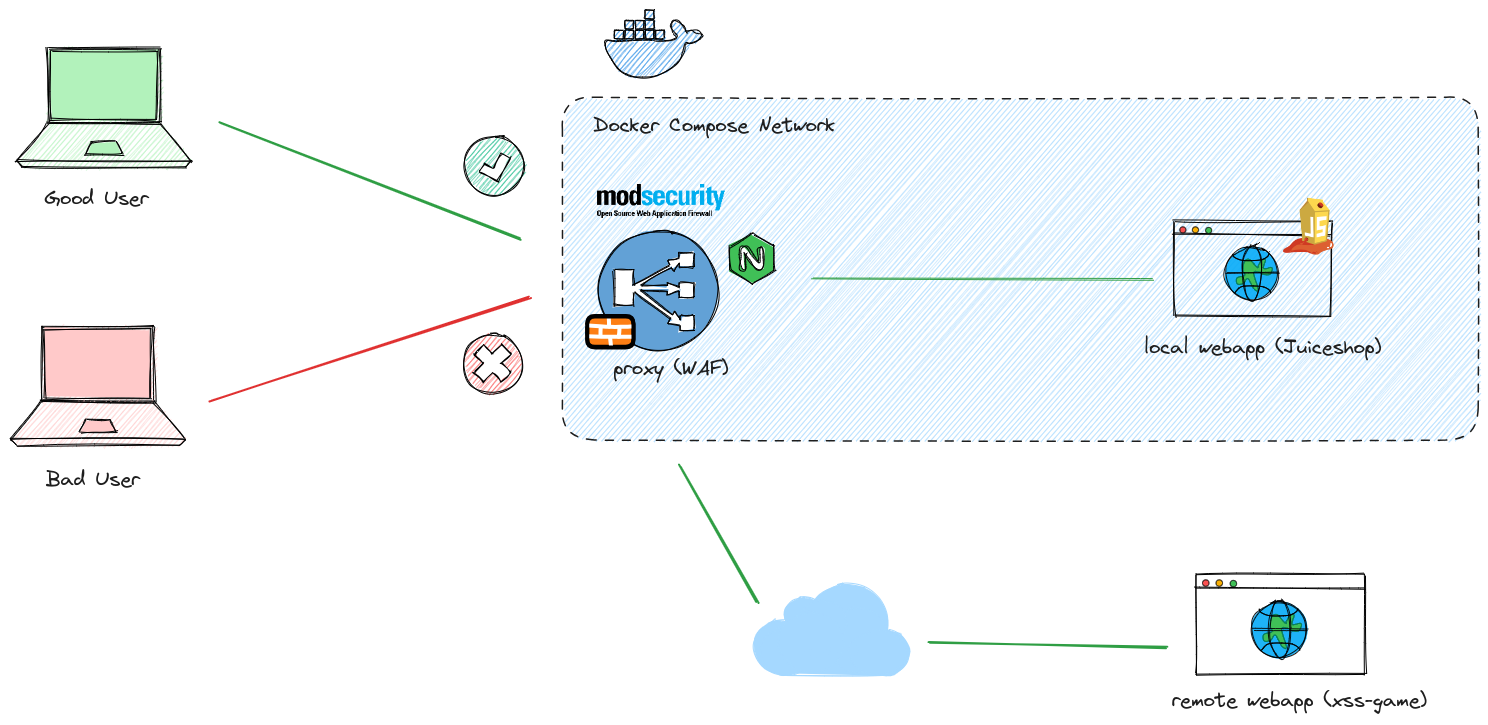 Docker Compose Network
Good User
modsecurity
Open Source Web Application Firewall
N
JS
proxy (WAF)
local webapp (Juiceshop)
Bad User
remote webapp (xss-game)